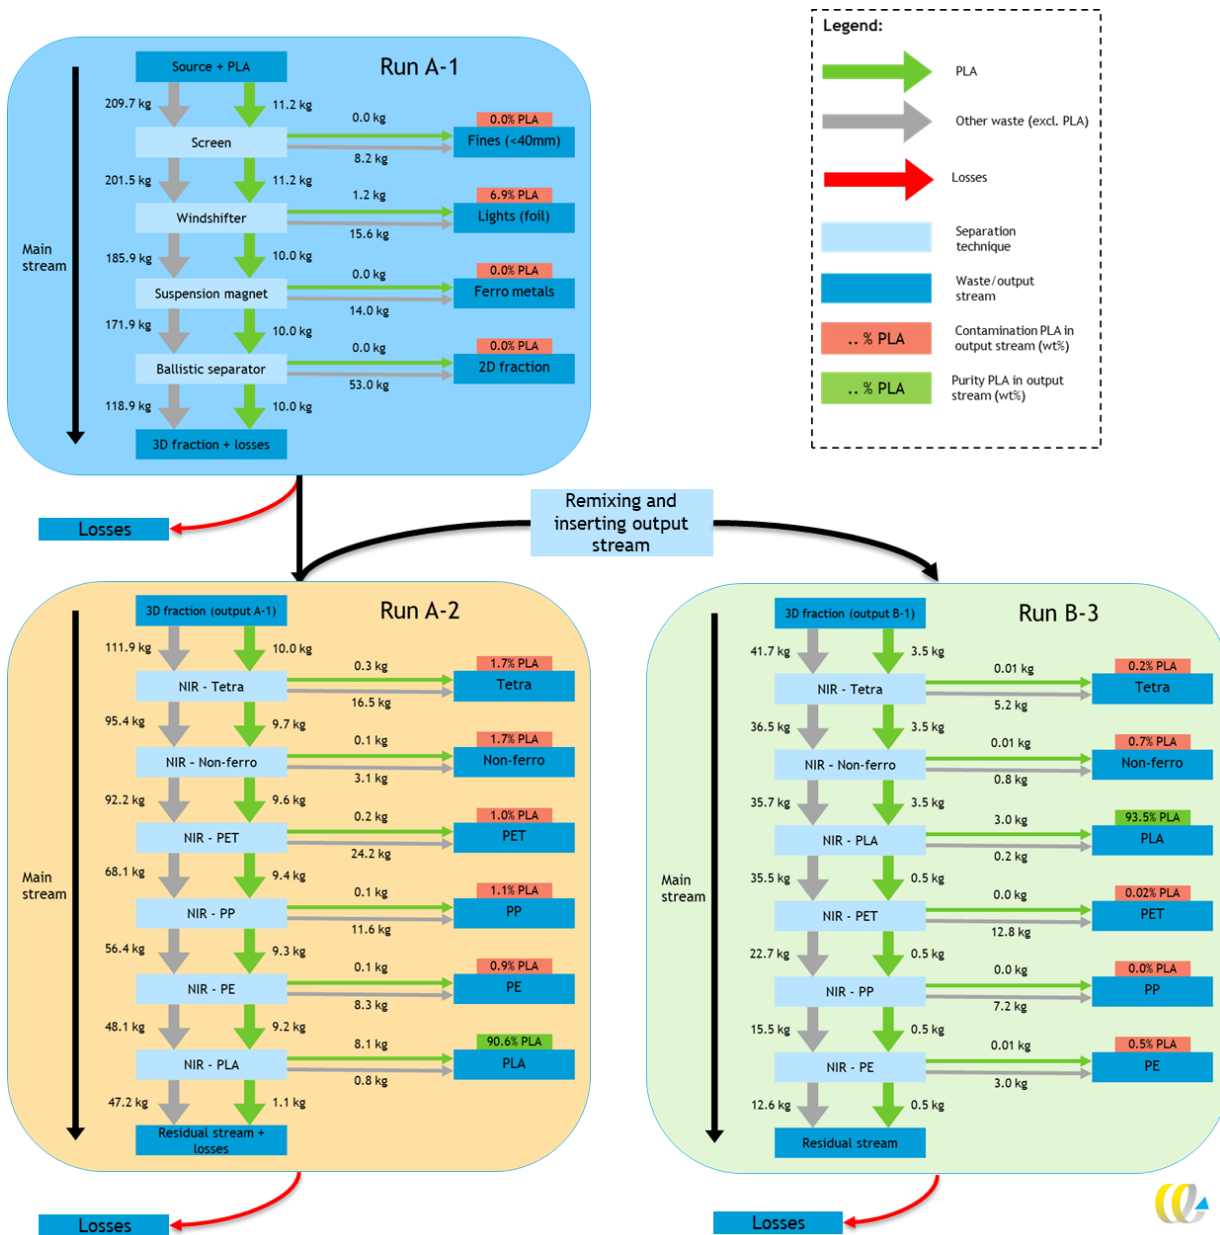 Run A-1
Source + PLA
209.7 kg
11.2 kg
0.0 kg
0.0% PLA
Screen
Fines (<40mm)
8.2 kg
201.5 kg
11.2 kg
1.2 kg
6.9% PLA
Windshifter
Lights (foil)
15.6 kg
Main
stream
185.9 kg
10.0 kg
0.0 kg
0.0% PLA
Suspension magnet
Ferro metals
14.0 kg
171.9 kg
10.0 kg
0.0 kg
0.0% PLA
Ballistic separator
2D fraction
53.0 kg
118.9 kg
10.0 kg
3D fraction + losses
Legend:
PLA
Other waste (excl. PLA)
Losses
Separation
technique
Waste/output
stream
.. % PLA
Contamination PLA in
output stream (wt%)
.. % PLA
Purity PLA in output
stream (wt%)
Losses
Remixing and
inserting output
stream
Run A-2
3D fraction (output A-1)
111.9 kg
10.0 kg
0.3 kg
1.7% PLA
NIR - Tetra
Tetra
16.5 kg
95.4 kg
9.7 kg
0.1 kg
1.7% PLA
NIR - Non-ferro
Non-ferro
3.1 kg
92.2 kg
9.6 kg
0.2 kg
1.0% PLA
NIR - PET
PET
24.2 kg
Main
stream
68.1 kg
9.4 kg
0.1 kg
1.1% PLA
NIR - PP
PP
11.6 kg
56.4 kg
9.3 kg
0.1 kg
0.9% PLA
NIR - PE
PE
8.3 kg
48.1 kg
9.2 kg
8.1 kg
90.6% PLA
NIR - PLA
PLA
0.8 kg
47.2 kg
1.1 kg
Residual stream +
losses
Losses
Run B-3
3D fraction (output B-1)
41.7 kg
3.5 kg
0.01 kg
0.2% PLA
NIR - Tetra
Tetra
5.2 kg
36.5 kg
3.5 kg
0.01 kg
0.7% PLA
NIR - Non-ferro
Non-ferro
0.8 kg
35.7 kg
3.5 kg
3.0 kg
93.5% PLA
NIR - PLA
PLA
0.2 kg
Main
stream
35.5 kg
0.5 kg
0.0 kg
0.02% PLA
NIR - PET
PET
12.8 kg
22.7 kg
0.5 kg
0.0 kg
0.0% PLA
NIR - PP
PP
7.2 kg
15.5 kg
0.5 kg
0.01 kg
0.5% PLA
NIR - PE
PE
3.0 kg
12.6 kg
0.5 kg
Residual stream
Losses